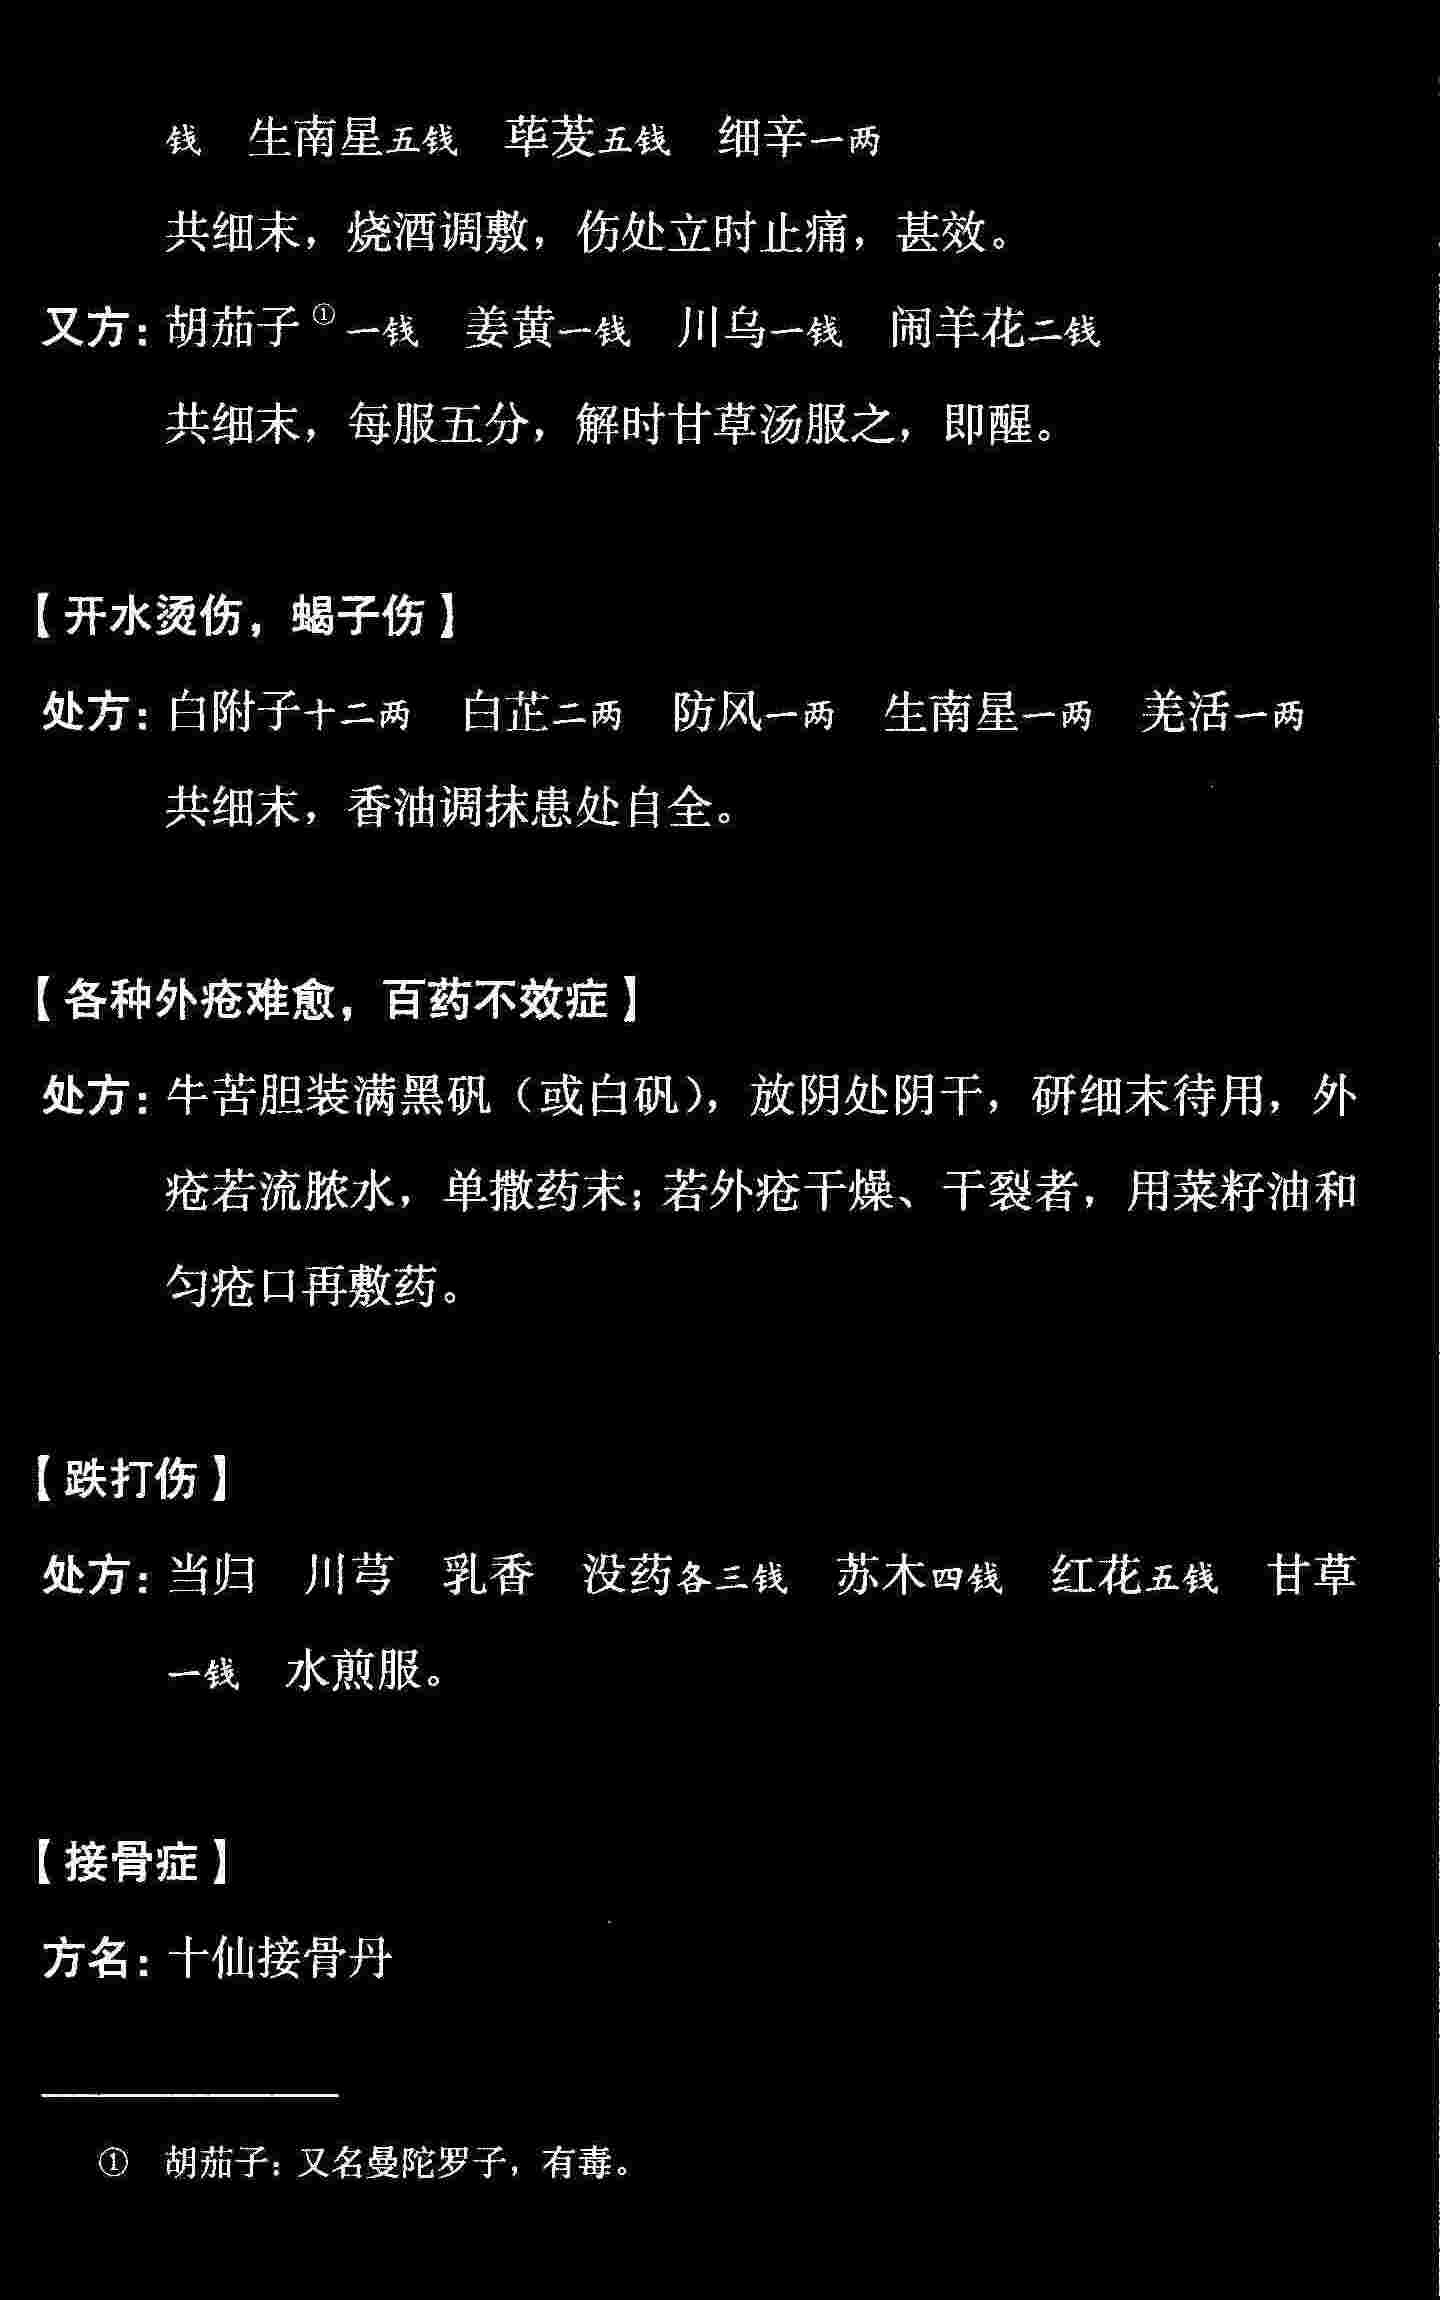 钱　生南星五钱　荜茇五钱　细辛一两
共细末，烧酒调敷，伤处立时止痛，甚效。
又方：胡茄子①一钱　姜黄一钱　川乌一钱　闹羊花二钱
共细末，每服五分，解时甘草汤服之，即醒。
【开水烫伤，蝎子伤】
处方：白附子十二两　白芷二两　防风一两　生南星一两　羌活一两
共细末，香油调抹患处自全。
【各种外疮难愈，百药不效症】
处方：牛苦胆装满黑矾（或白矾），放阴处阴干，研细末待用，外
疮若流脓水，单撒药末；若外疮干燥、干裂者，用菜籽油和
匀疮口再敷药。
【跌打伤】
处方：当归　川芎　乳香　没药各三钱　苏木四钱　红花五钱　甘草
一钱　水煎服。
【接骨症】
方名：十仙接骨丹
①　胡茄子：又名曼陀罗子，有毒。